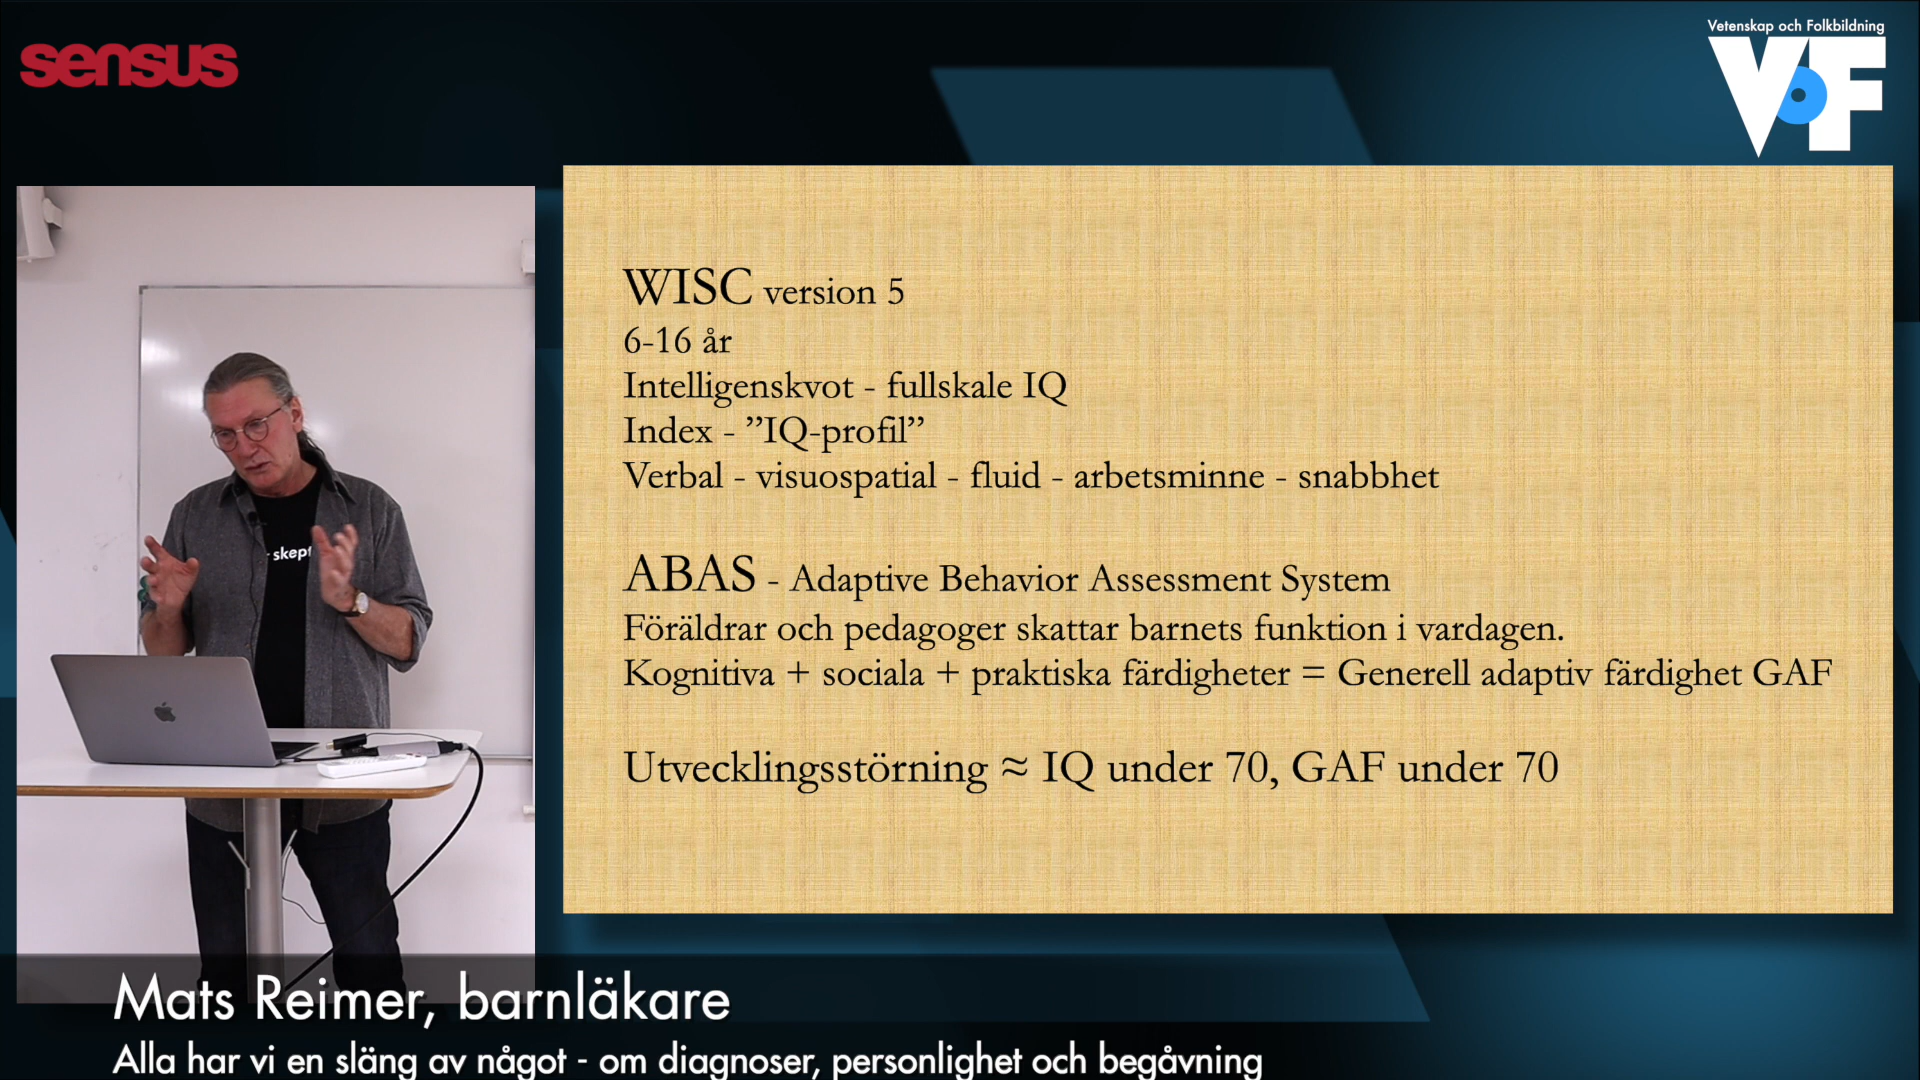 sensus
Vetenskap och Folkbildning
VoF
WISC version 5
6-16 år
Intelligenskvot - fullskale IQ
Index - ”IQ-profil”
Verbal - visuospatial - fluid - arbetsminne - snabbhet
ABAS - Adaptive Behavior Assessment System
Föräldrar och pedagoger skattar barnets funktion i vardagen.
Kognitiva + sociala + praktiska färdigheter = Generell adaptiv färdighet GAF
Utvecklingsstörning ≈ IQ under 70, GAF under 70
Mats Reimer, barnläkare
Alla har vi en släng av något - om diagnoser, personlighet och begåvning